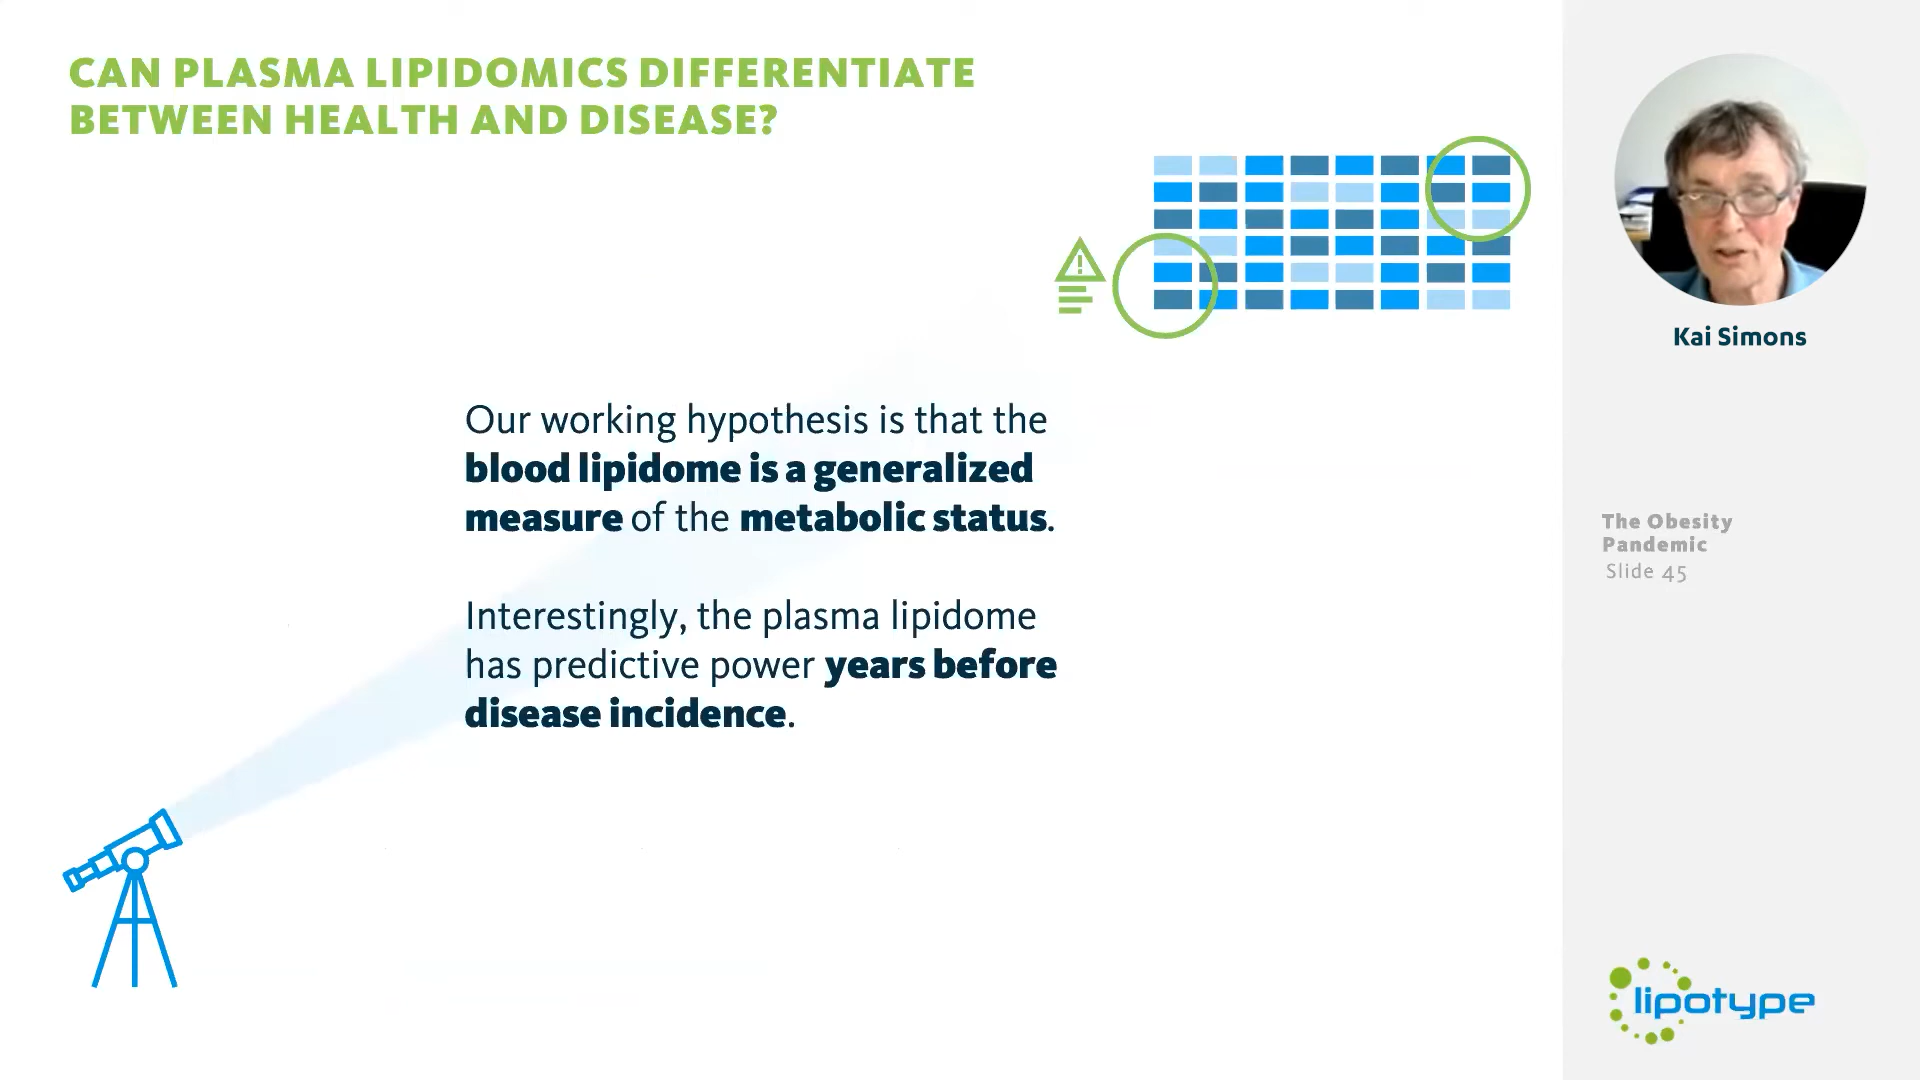 CAN PLASMA LIPIDOMICS DIFFERENTIATE
BETWEEN HEALTH AND DISEASE?
Our working hypothesis is that the
blood lipidome is a generalized
measure of the metabolic status.
Interestingly, the plasma lipidome
has predictive power years before
disease incidence.
Kai Simons
The Obesity
Pandemic
Slide 45
lipotype